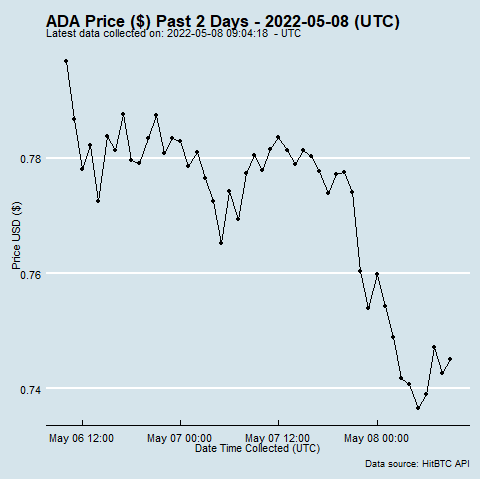 ADA Price ($) Past 2 Days - 2022-05-08 (UTC)
Latest data collected on: 2022-05-08 09:04:18 - UTC
Price USD ($)
0.78
0.76
0.74
May 06 12:00 May 07 00:00 May 07 12:00 May 08 00:00
Date Time Collected (UTC)
Data source: HitBTC API